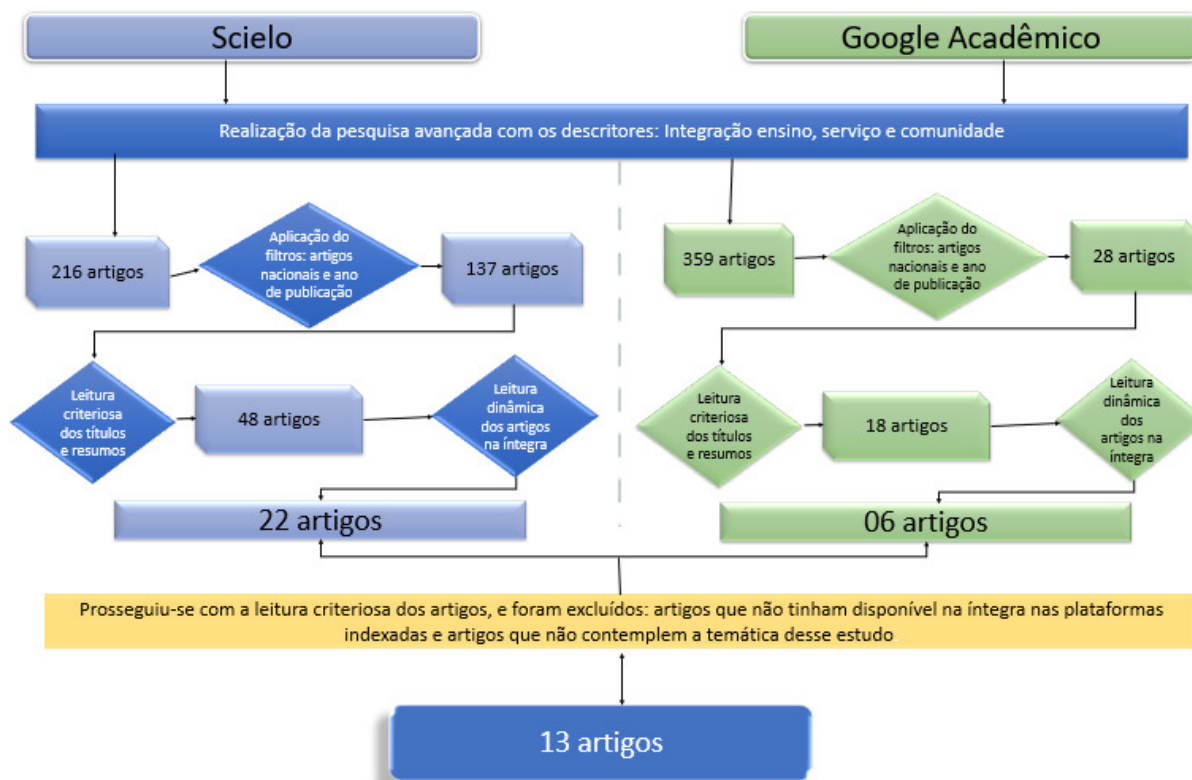 Scielo
Google Acadêmico
Realização da pesquisa avançada com os descritores: Integração ensino, serviço e comunidade
216 artigos
Aplicação do
filtros: artigos
nacionais e ano
de publicação
137 artigos
359 artigos
Aplicação do
filtros: artigos
nacionais e ano
de publicação
28 artigos
Leitura
criteriosa
dos títulos
e resumos
48 artigos
Leitura
dinâmica
dos artigos
na íntegra
Leitura
criteriosa
dos títulos
e resumos
18 artigos
Leitura
dinâmica
dos
artigos na
íntegra
22 artigos
06 artigos
Prosseguiu-se com a leitura criteriosa dos artigos, e foram excluídos: artigos que não tinham disponível na íntegra nas plataformas
indexadas e artigos que não contemplem a temática desse estudo
13 artigos